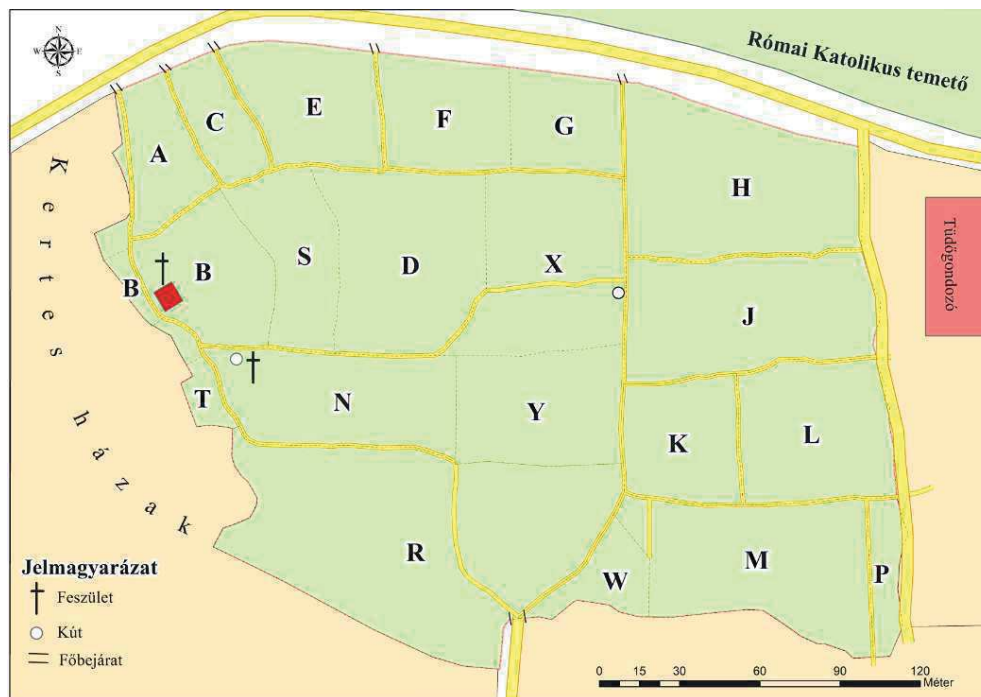 N
W E
S
Római Katolikus temető
A
C
E
F
G
H
Kertes házak
Tüdőgondozó
B
B
S
D
X
J
T
N
Y
K
L
R
W
M
P
Jelmagyarázat
Feszület
Kút
Főbejárat
0 15 30 60 90 120
Méter